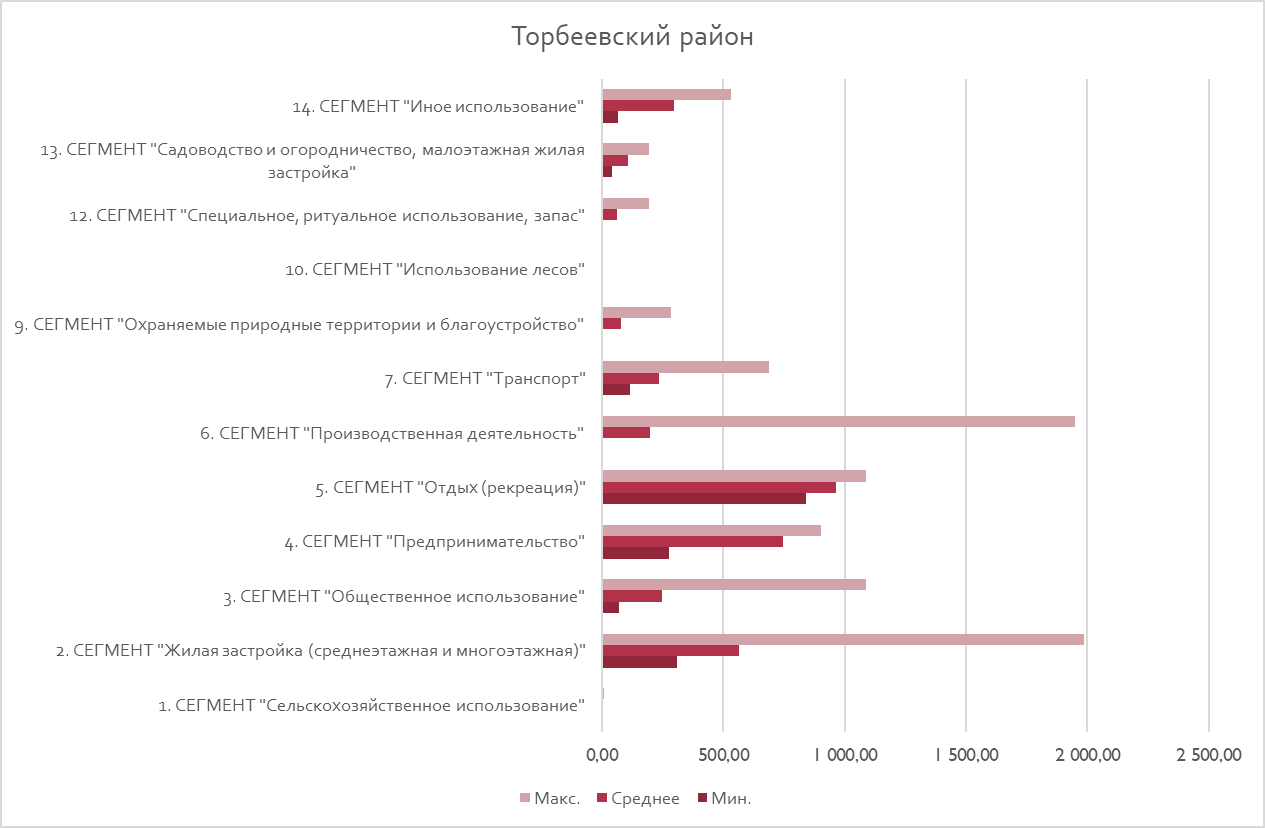 Торбеевский район
14. СЕГМЕНТ "Иное использование"
13. СЕГМЕНТ "Садоводство и огородничество, малоэтажная жилая
застройка"
12. СЕГМЕНТ "Специальное, ритуальное использование, запас"
10. СЕГМЕНТ "Использование лесов"
9. СЕГМЕНТ "Охраняемые природные территории и благоустройство"
7. СЕГМЕНТ "Транспорт"
6. СЕГМЕНТ "Производственная деятельность"
5. СЕГМЕНТ "Отдых (рекреация)"
4. СЕГМЕНТ "Предпринимательство"
3. СЕГМЕНТ "Общественное использование"
2. СЕГМЕНТ "Жилая застройка (среднеэтажная и многоэтажная)"
1. СЕГМЕНТ "Сельскохозяйственное использование"
0,00 500,00 1 000,00 1 500,00 2 000,00 2 500,00
Макс. Среднее Мин.